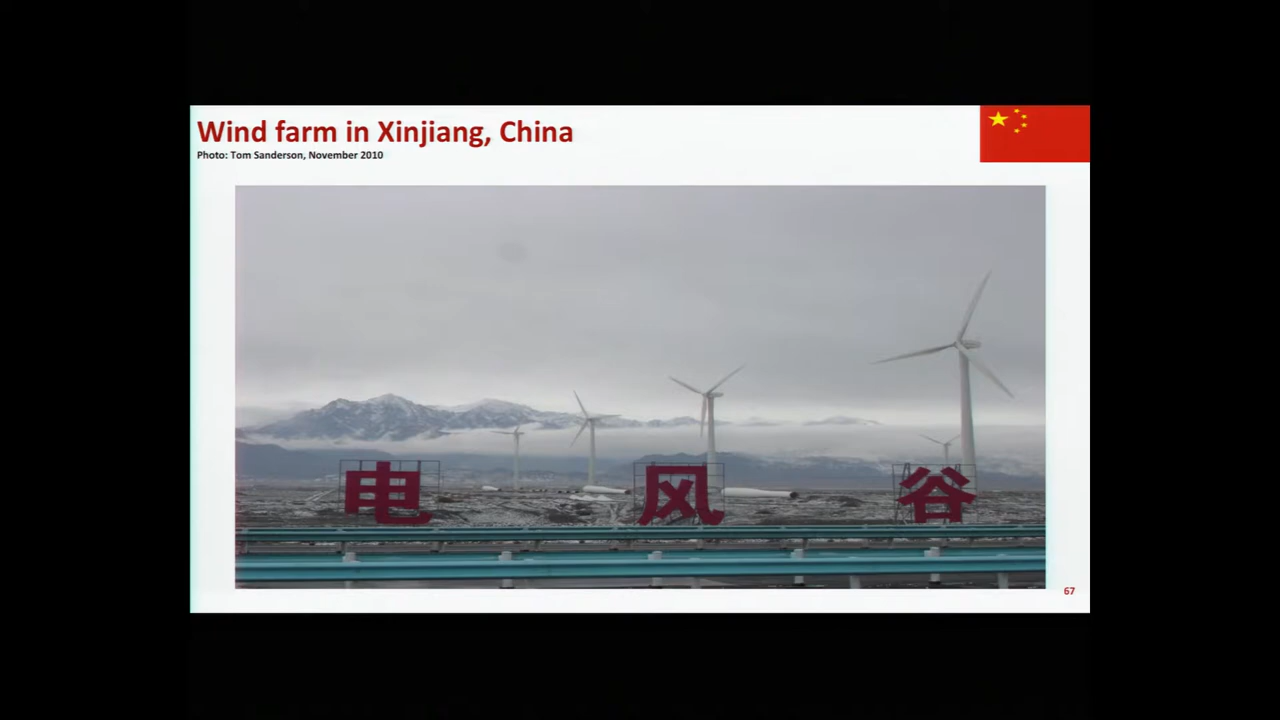 Wind farm in Xinjiang, China
Photo: Tom Sanderson, November 2010
电 风 谷
67